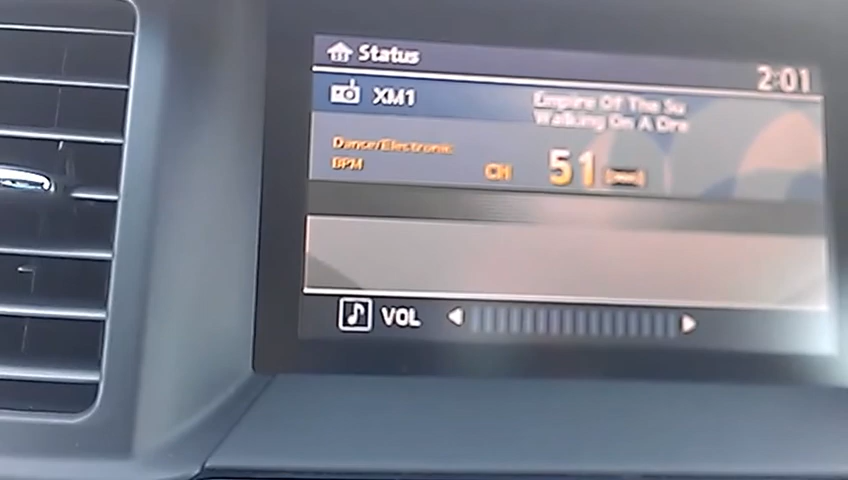 Status
2:01
XM1
Empire Of The Su
Walking On A Dre
Dance/Electronic
BPM
CH 51
VOL